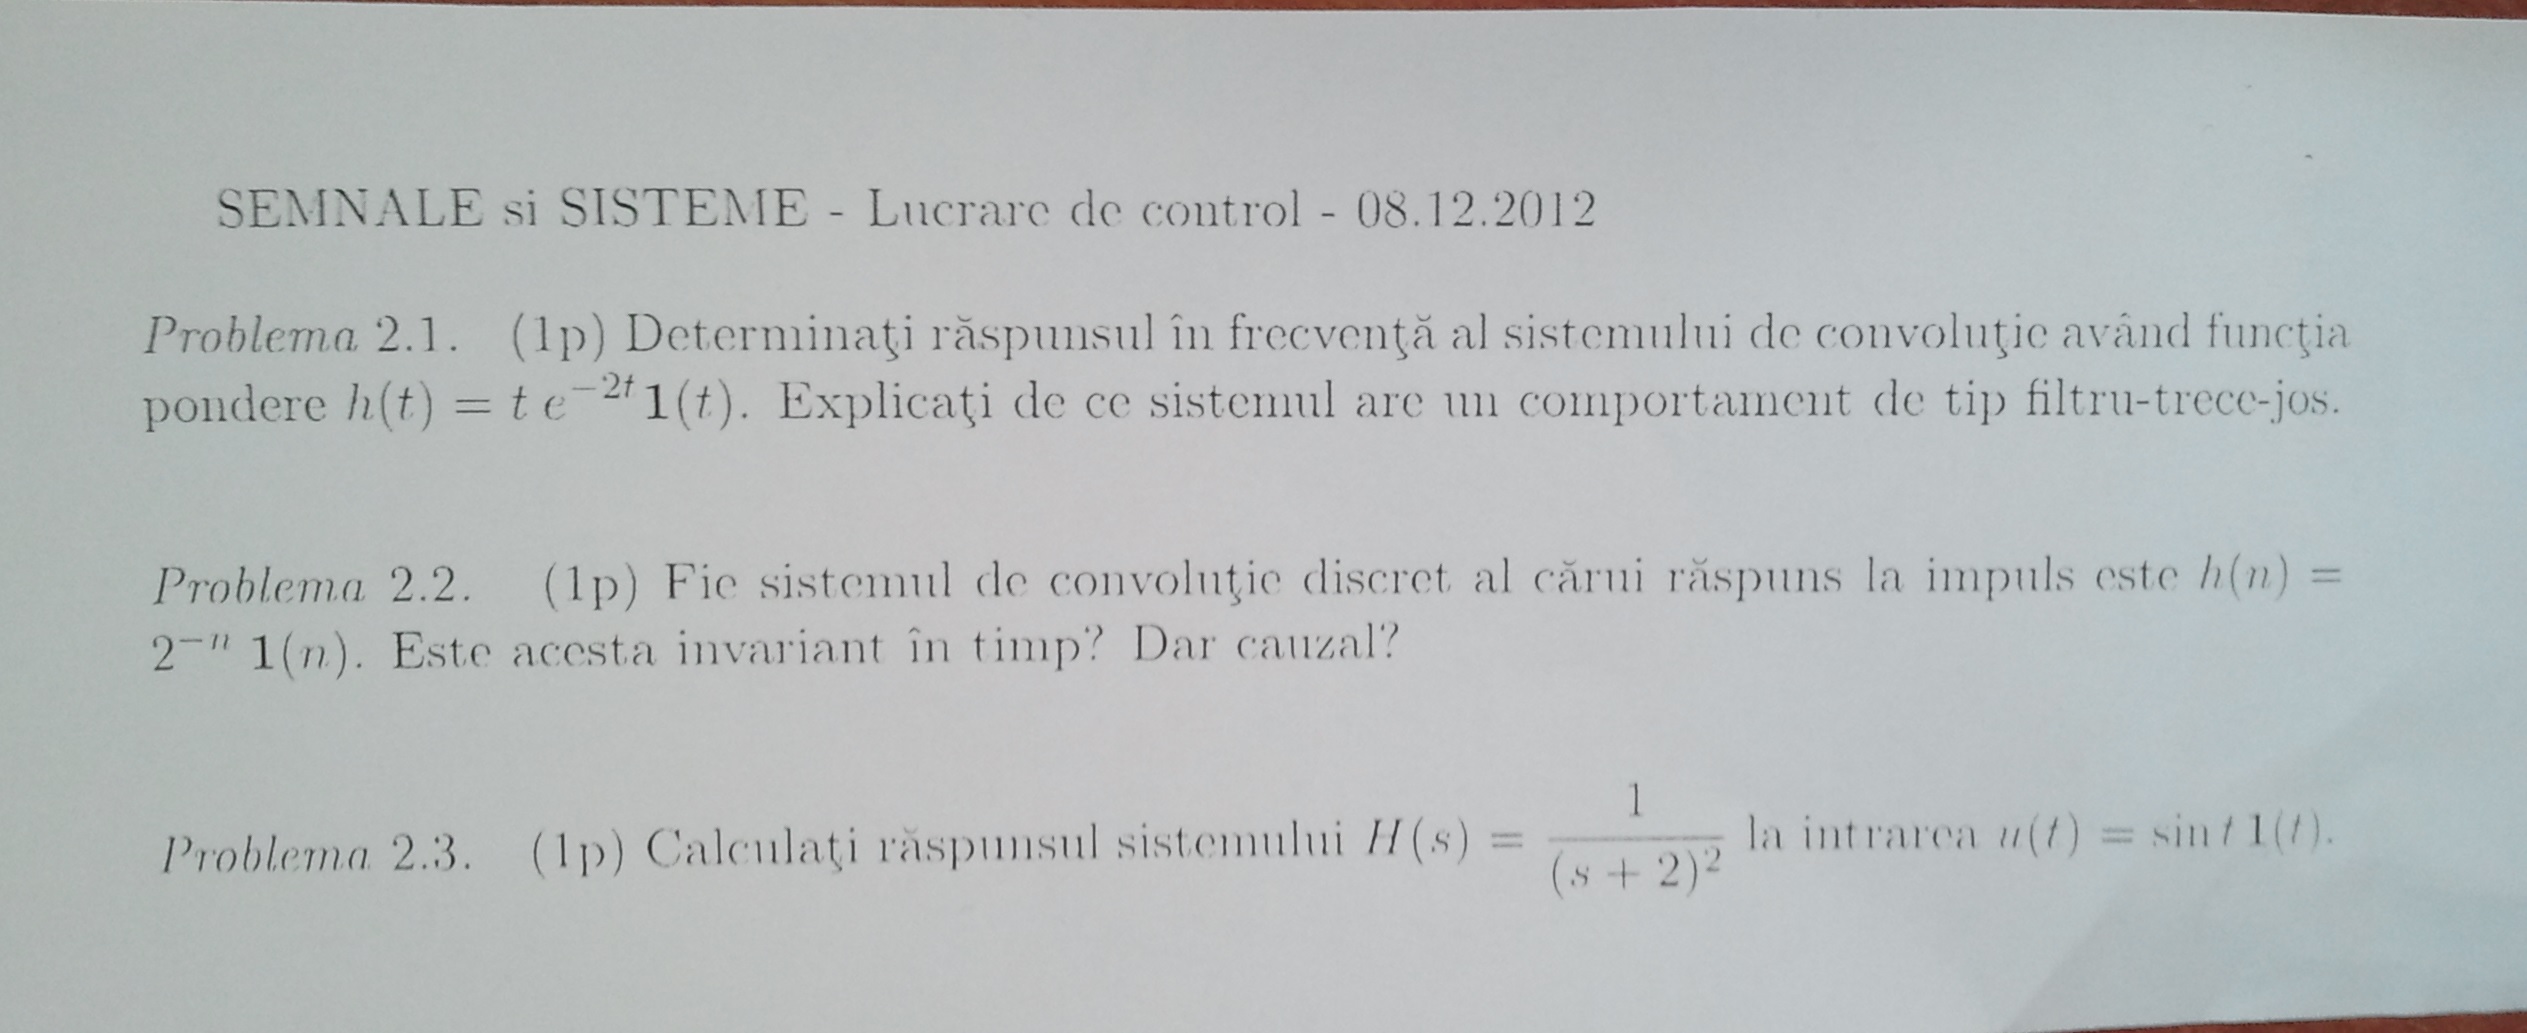 SEMNALE si SISTEME - Lucrare de control - 08.12.2012
Problema 2.1. (1p) Determinaţi răspunsul în frecvenţă al sistemului de convoluţie având funcţia
pondere h(t) = t e^{-2t} 1(t). Explicaţi de ce sistemul are un comportament de tip filtru-trece-jos.
Problema 2.2. (1p) Fie sistemul de convoluţie discret al cărui răspuns la impuls este h(n) =
2^{-n} 1(n). Este acesta invariant în timp? Dar cauzal?
Problema 2.3. (1p) Calculaţi răspunsul sistemului H(s) = \frac{1}{(s + 2)^2} la intrarea u(t) = sin t 1(t).